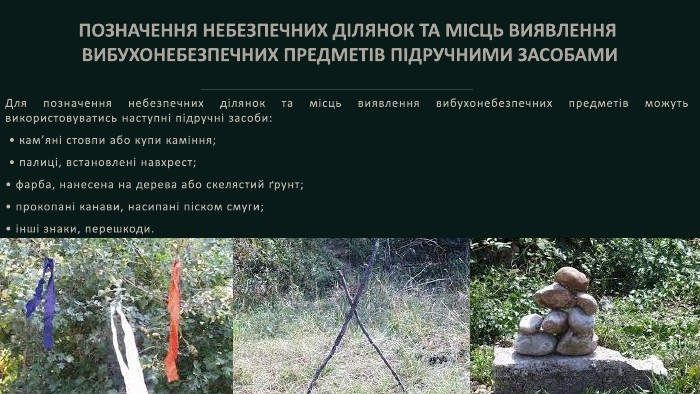 ПОЗНАЧЕННЯ НЕБЕЗПЕЧНИХ ДІЛЯНОК ТА МІСЦЬ ВИЯВЛЕННЯ
ВИБУХОНЕБЕЗПЕЧНИХ ПРЕДМЕТІВ ПІДРУЧНИМИ ЗАСОБАМИ
Для позначення небезпечних ділянок та місць виявлення вибухонебезпечних предметів можуть
використовуватись наступні підручні засоби:
• кам'яні стовпи або купи каміння;
• палиці, встановлені навхрест;
• фарба, нанесена на дерева або скелястий ґрунт;
• прокопані канави, насипані піском смуги;
• інші знаки, перешкоди.